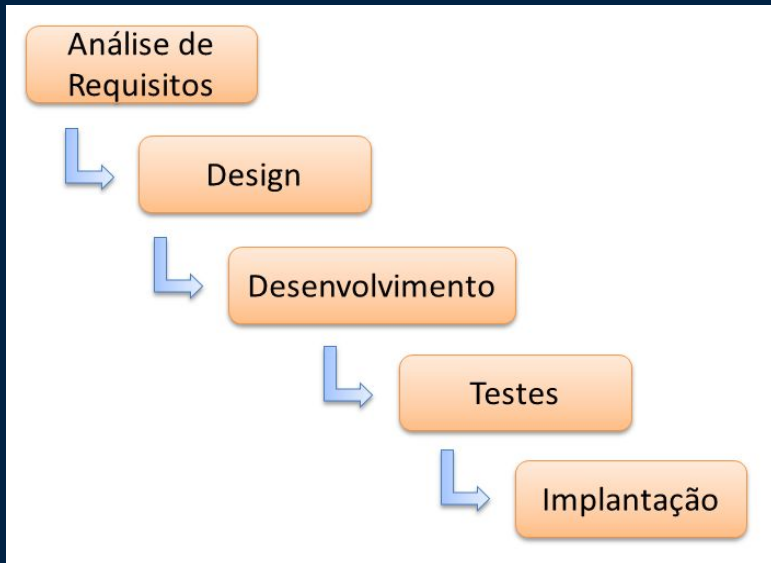 Análise de
Requisitos
Design
Desenvolvimento
Testes
Implantação